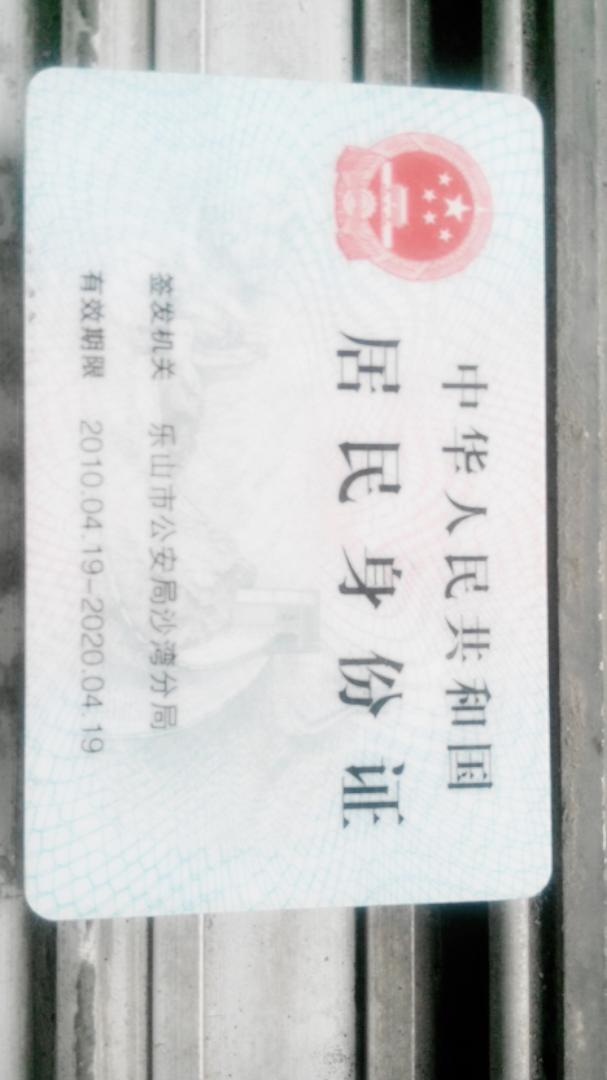 中华人民共和国
居民身份证
签发机关 乐山市公安局沙湾分局
有效期限 2010.04.19-2020.04.19